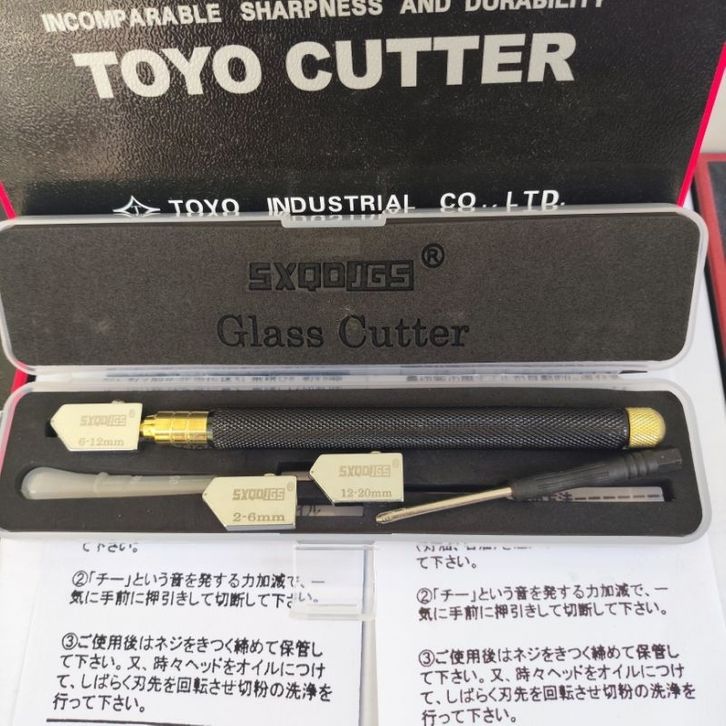 INCOMPARABLE SHARPNESS AND DURABILITY
TOYO CUTTER
TOYO INDUSTRIAL CO., LTD.
SXQDJGS®
Glass Cutter
SXQDJGS®
6-12mm
SXQDJGS®
12-20mm
SXQDJGS®
2-6mm
て下さい。
②「チー」という音を発する力加減で、一
気に手前に押引きして切断して下さい。
③ご使用後はネジをきつく締めて保管し
て下さい。又、時々ヘッドをオイルにつけ
て、しばらく刃先を回転させ切粉の洗浄を
行って下さい。
て下さい。
②「チー」という音を発する力加減で、
気に手前に押引きして切断して下さい。
③ご使用後はネジをきつく締めて保管し
て下さい。又、時々ヘッドをオイルにつけ
て、しばらく刃先を回転させ切粉の洗浄を
行って下さい。